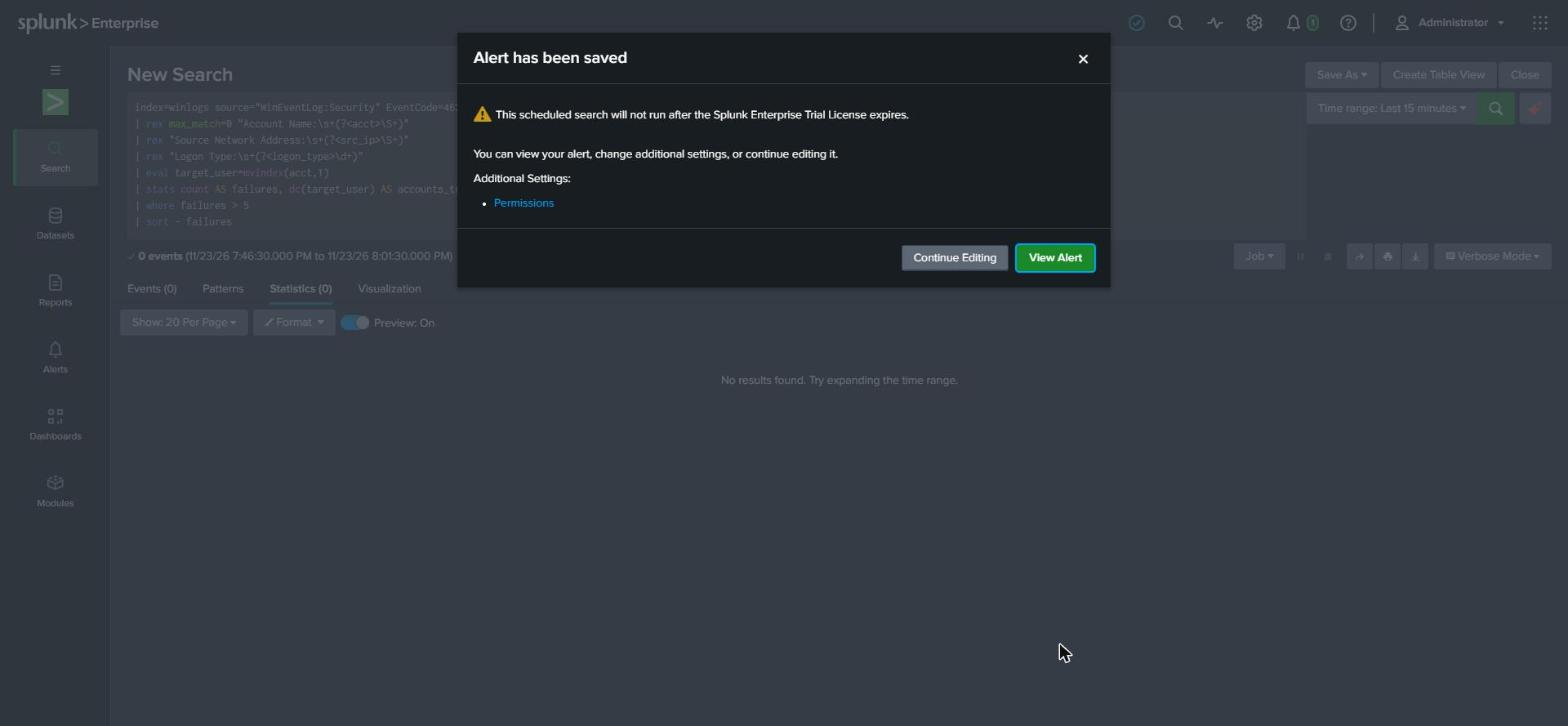 splunk> Enterprise
1
Administrator
Alert has been saved
This scheduled search will not run after the Splunk Enterprise Trial License expires.
You can view your alert, change additional settings, or continue editing it.
Additional Settings:
Permissions
Continue Editing
View Alert
New Search
Save As
Create Table View
Close
index=winlogs source="WinEventLog:Security"
| rex max_match=0 "Account Name:\s+(?<acct>\S+)"
| rex "Source Network Address:\s+(?<src_ip>\S+)"
| rex "Logon Type:\s+(?<logon_type>\d+)"
| eval target_user=mvindex(acct,1)
| stats count AS failures, dc(target_user) AS
| where failures > 5
| sort - failures
Time range: Last 15 minutes
0 events (11/23/26 7:46:30.000 PM to 11/23/26 8:01:30.000 PM)
Job
Verbose Mode
Events (0)
Patterns
Statistics (0)
Visualization
Show: 20 Per Page
Format
Preview: On
No results found. Try expanding the time range.
Search
Datasets
Reports
Alerts
Dashboards
Modules